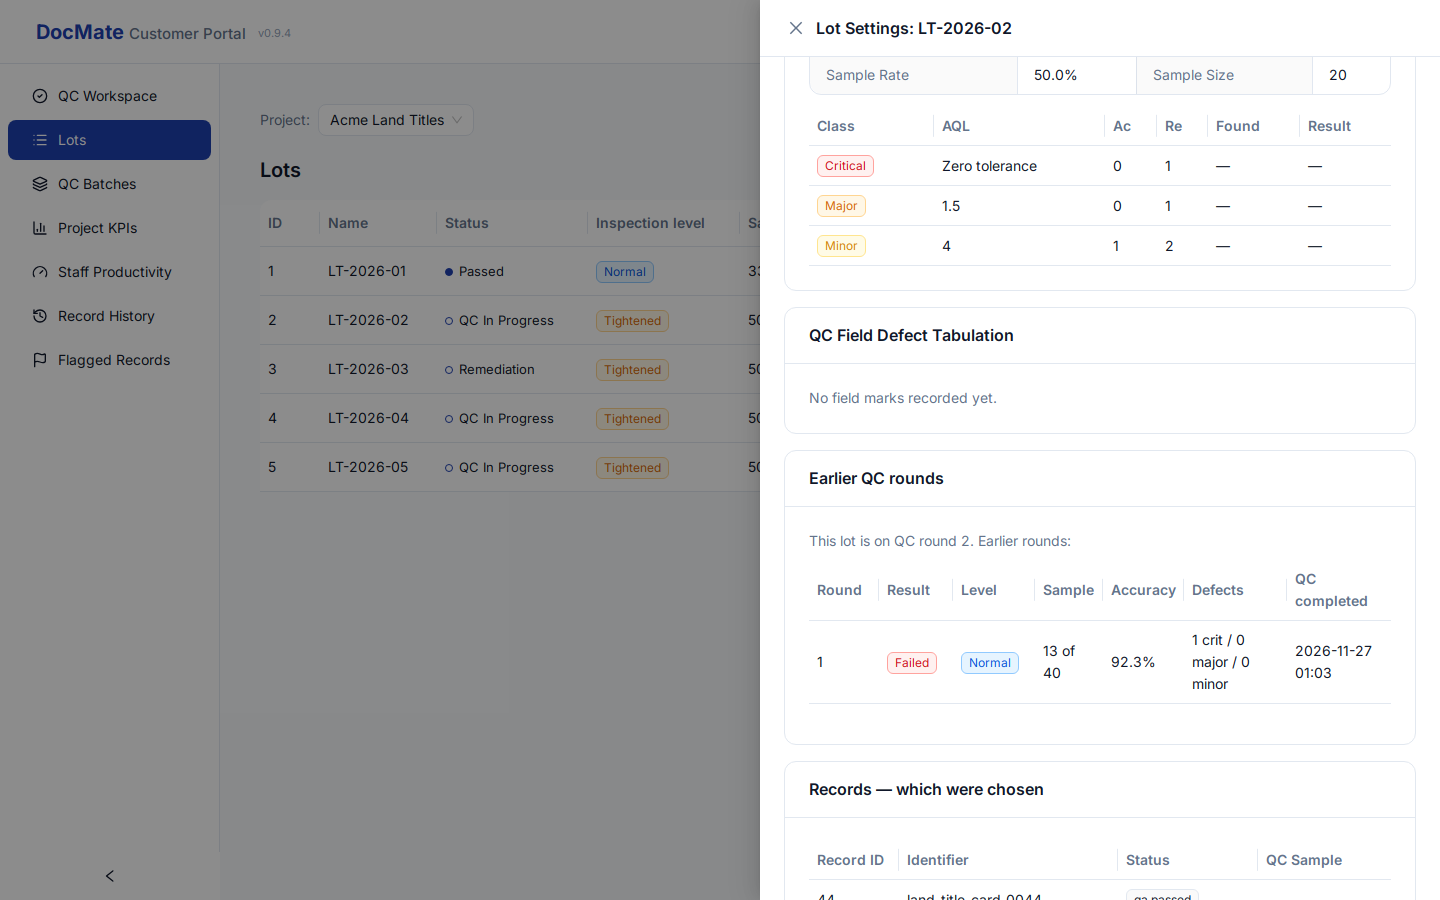 DocMate Customer Portal v0.9.4
QC Workspace
Lots
QC Batches
Project KPIs
Staff Productivity
Record History
Flagged Records
Project: Acme Land Titles
Lots
ID Name Status Inspection level
1 LT-2026-01 Passed Normal
2 LT-2026-02 QC In Progress Tightened
3 LT-2026-03 Remediation Tightened
4 LT-2026-04 QC In Progress Tightened
5 LT-2026-05 QC In Progress Tightened
Lot Settings: LT-2026-02
Sample Rate 50.0% Sample Size 20
Class AQL Ac Re Found Result
Critical Zero tolerance 0 1 — —
Major 1.5 0 1 — —
Minor 4 1 2 — —
QC Field Defect Tabulation
No field marks recorded yet.
Earlier QC rounds
This lot is on QC round 2. Earlier rounds:
Round Result Level Sample Accuracy Defects QC completed
1 Failed Normal 13 of 40 92.3% 1 crit / 0 major / 0 minor 2026-11-27 01:03
Records — which were chosen
Record ID Identifier Status QC Sample
44 land-title-card-0044 qa passed